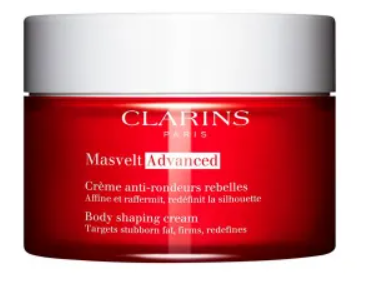 CLARINS
PARIS
Masvelt Advanced
Crème anti-rondeurs rebelles
Affine et raffermit, redéfinit la silhouette
Body shaping cream
Targets stubborn fat, firms, redefines